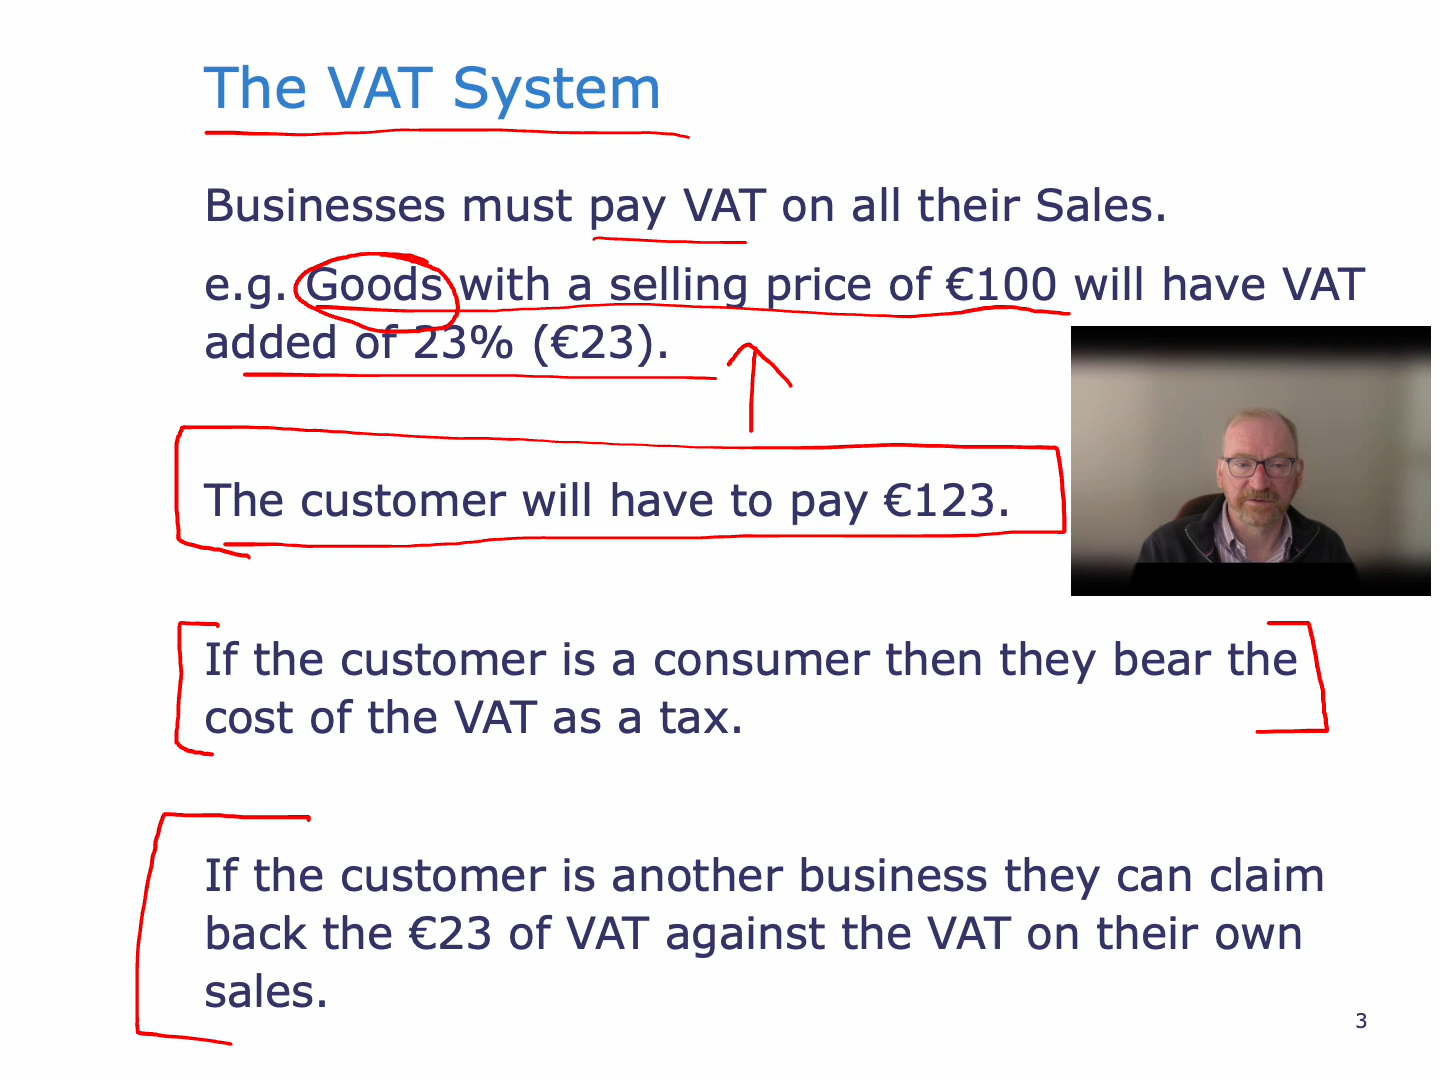 The VAT System
Businesses must pay VAT on all their Sales.
e.g. Goods with a selling price of €100 will have VAT
added of 23% (€23).
The customer will have to pay €123.
If the customer is a consumer then they bear the
cost of the VAT as a tax.
If the customer is another business they can claim
back the €23 of VAT against the VAT on their own
sales.
3